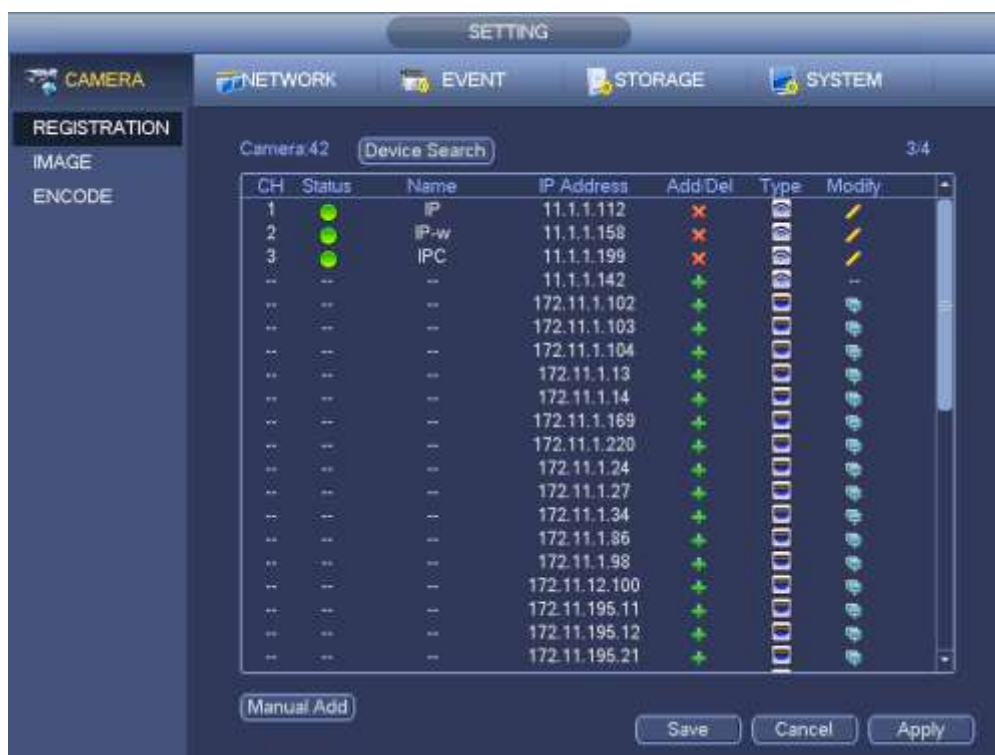 SETTING
CAMERA NETWORK EVENT STORAGE SYSTEM
REGISTRATION
IMAGE
ENCODE
Camera:42 Device Search 3/4
CH Status Name IP Address Add/Del Type Modify
1 IP 11.1.1.112
2 IP-w 11.1.1.158
3 IPC 11.1.1.199
-- -- -- 11.1.1.142 --
-- -- -- 172.11.1.102
-- -- -- 172.11.1.103
-- -- -- 172.11.1.104
-- -- -- 172.11.1.13
-- -- -- 172.11.1.14
-- -- -- 172.11.1.169
-- -- -- 172.11.1.220
-- -- -- 172.11.1.24
-- -- -- 172.11.1.27
-- -- -- 172.11.1.34
-- -- -- 172.11.1.86
-- -- -- 172.11.1.98
-- -- -- 172.11.12.100
-- -- -- 172.11.195.11
-- -- -- 172.11.195.12
-- -- -- 172.11.195.21
Manual Add
Save Cancel Apply